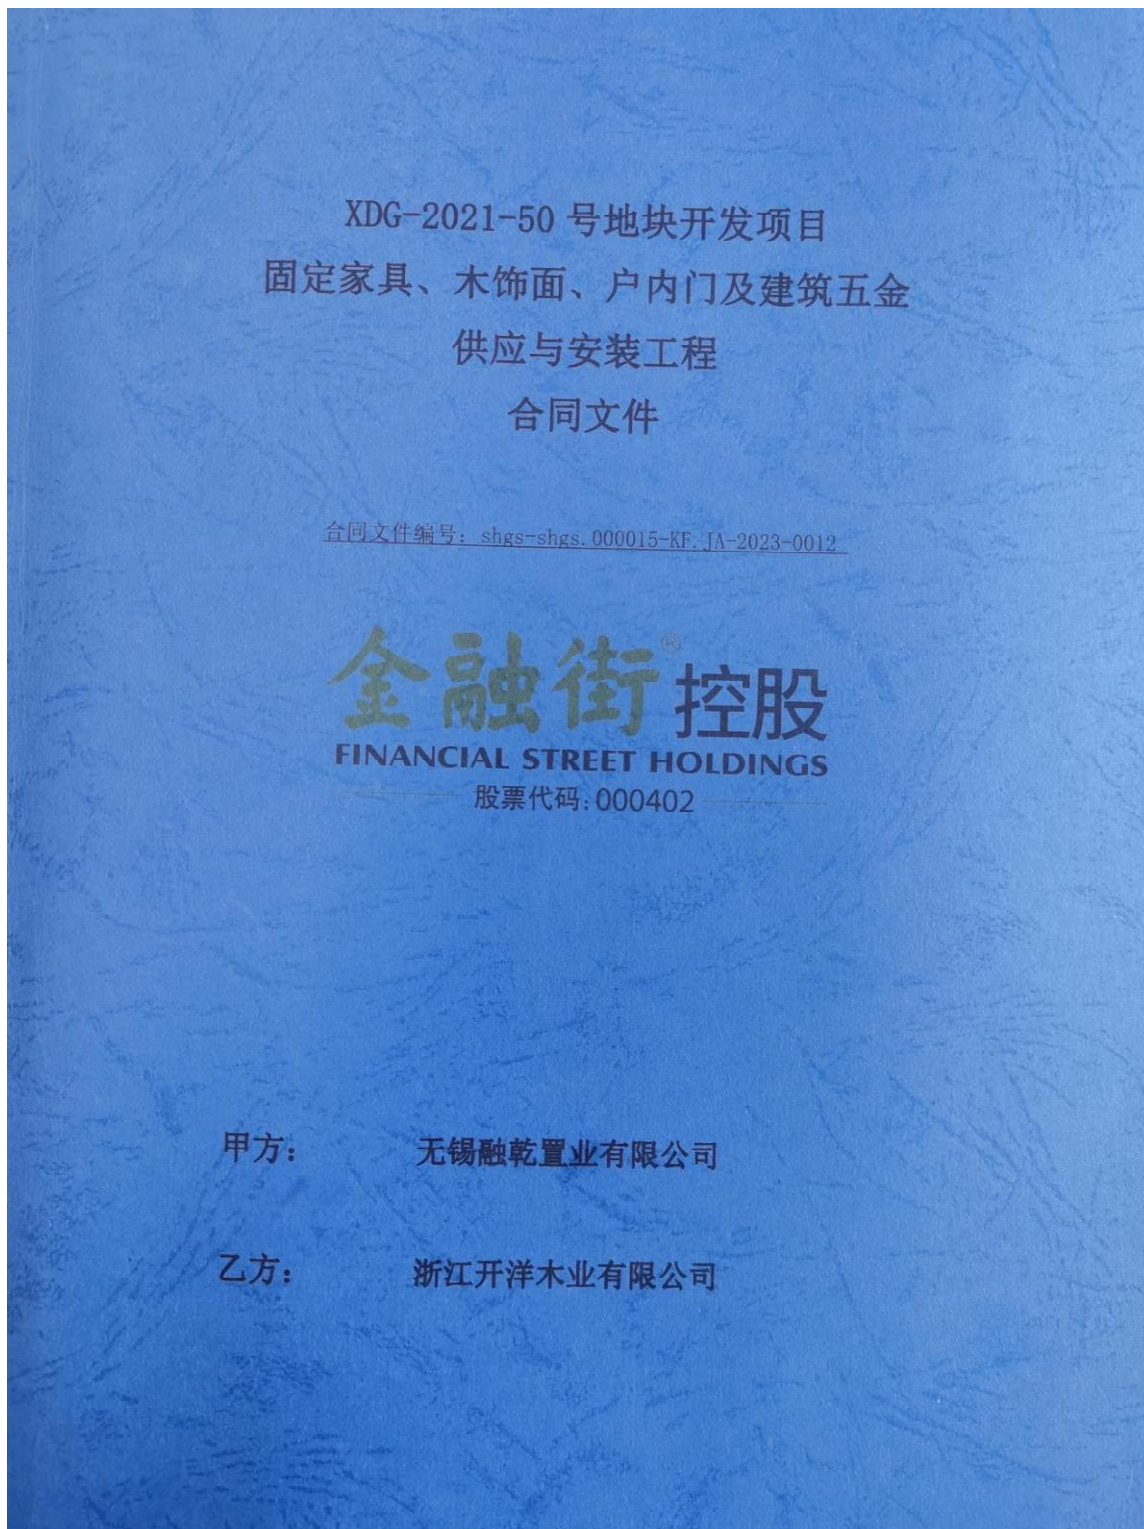 XDG-2021-50 号地块开发项目
固定家具、木饰面、户内门及建筑五金
供应与安装工程
合同文件
合同文件编号：shgs-shgs.000015-KF.JA-2023-0012
金融街® 控股
FINANCIAL STREET HOLDINGS
股票代码:000402
甲方： 无锡融乾置业有限公司
乙方： 浙江开洋木业有限公司